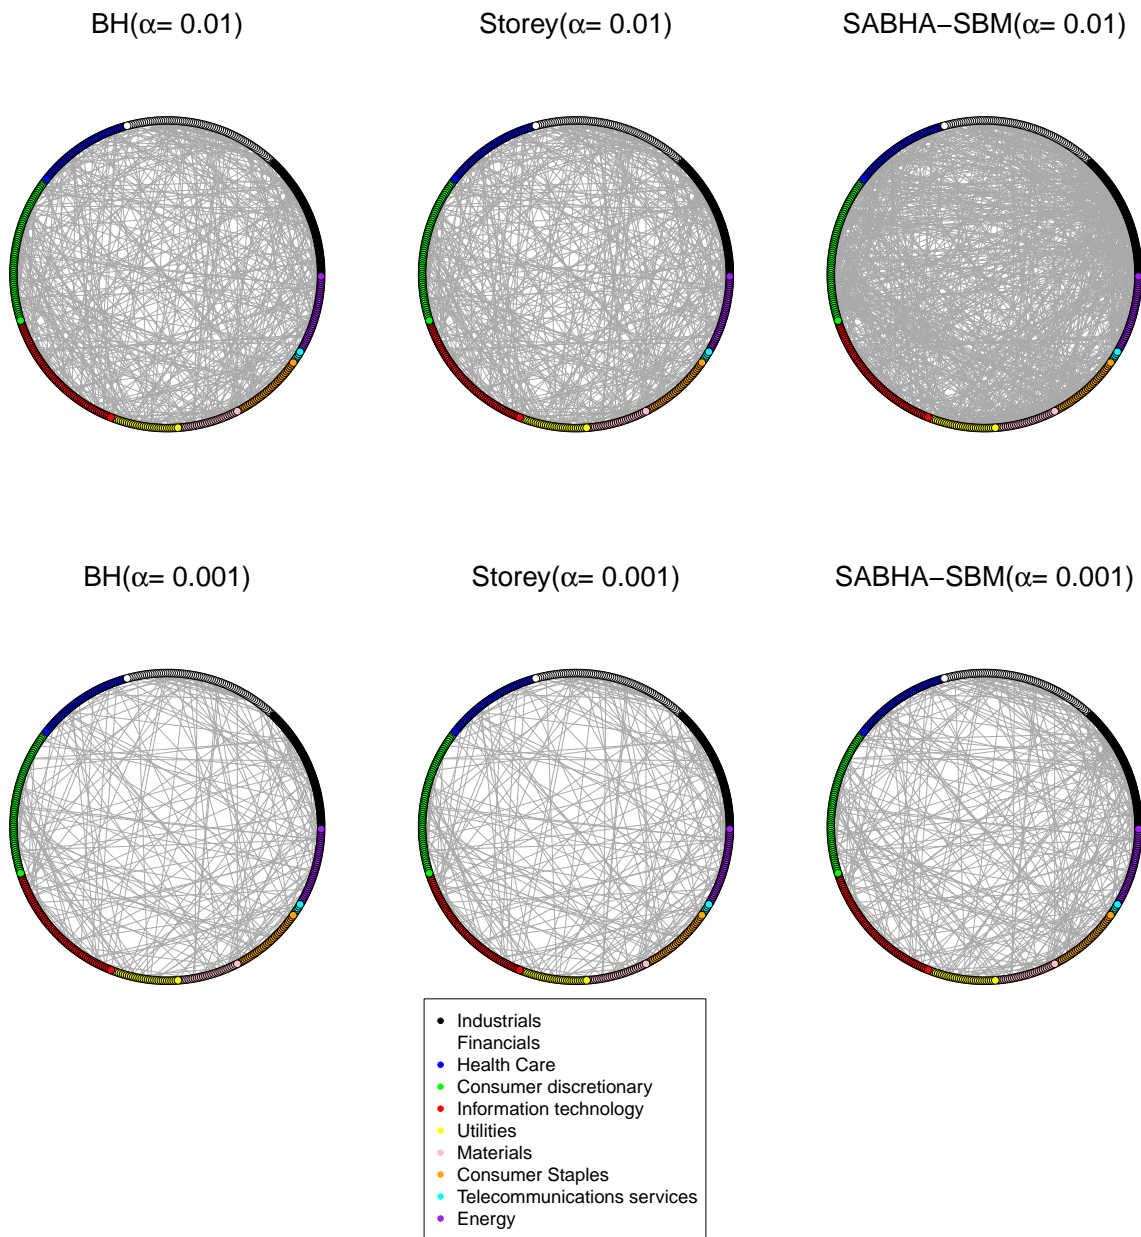 BH(α= 0.01)
Storey(α= 0.01)
SABHA−SBM(α= 0.01)
BH(α= 0.001)
Storey(α= 0.001)
SABHA−SBM(α= 0.001)
Industrials
Financials
Health Care
Consumer discretionary
Information technology
Utilities
Materials
Consumer Staples
Telecommunications services
Energy